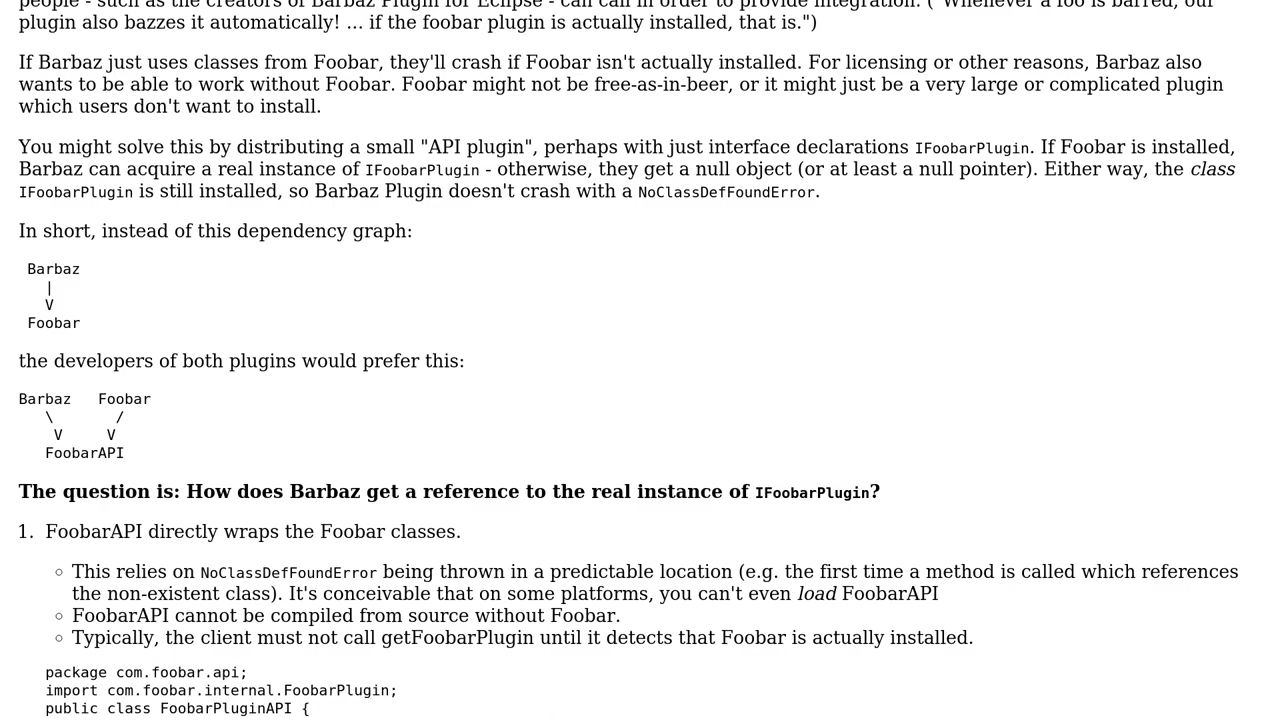 people - such as the creators of Barbaz Plugin for Eclipse - can call in order to provide integration. ("Whenever a foo is barred, our
plugin also bazzes it automatically! ... if the foobar plugin is actually installed, that is.")
If Barbaz just uses classes from Foobar, they'll crash if Foobar isn't actually installed. For licensing or other reasons, Barbaz also
wants to be able to work without Foobar. Foobar might not be free-as-in-beer, or it might just be a very large or complicated plugin
which users don't want to install.
You might solve this by distributing a small "API plugin", perhaps with just interface declarations IFoobarPlugin. If Foobar is installed,
Barbaz can acquire a real instance of IFoobarPlugin - otherwise, they get a null object (or at least a null pointer). Either way, the class
IFoobarPlugin is still installed, so Barbaz Plugin doesn't crash with a NoClassDefFoundError.
In short, instead of this dependency graph:
Barbaz
|
V
Foobar
the developers of both plugins would prefer this:
Barbaz   Foobar
\       /
V     V
FoobarAPI
The question is: How does Barbaz get a reference to the real instance of IFoobarPlugin?
1. FoobarAPI directly wraps the Foobar classes.
◦ This relies on NoClassDefFoundError being thrown in a predictable location (e.g. the first time a method is called which references
the non-existent class). It's conceivable that on some platforms, you can't even load FoobarAPI
◦ FoobarAPI cannot be compiled from source without Foobar.
◦ Typically, the client must not call getFoobarPlugin until it detects that Foobar is actually installed.
package com.foobar.api;
import com.foobar.internal.FoobarPlugin;
public class FoobarPluginAPI {